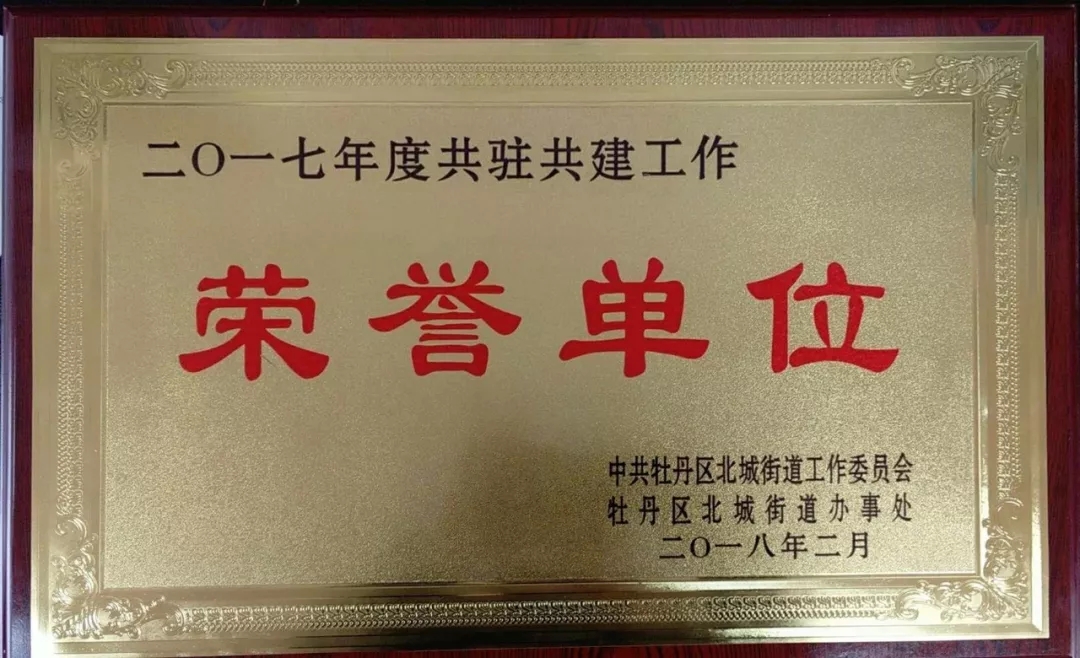 二〇一七年度共驻共建工作
荣誉单位
中共牡丹区北城街道工作委员会
牡丹区北城街道办事处
二〇一八年二月